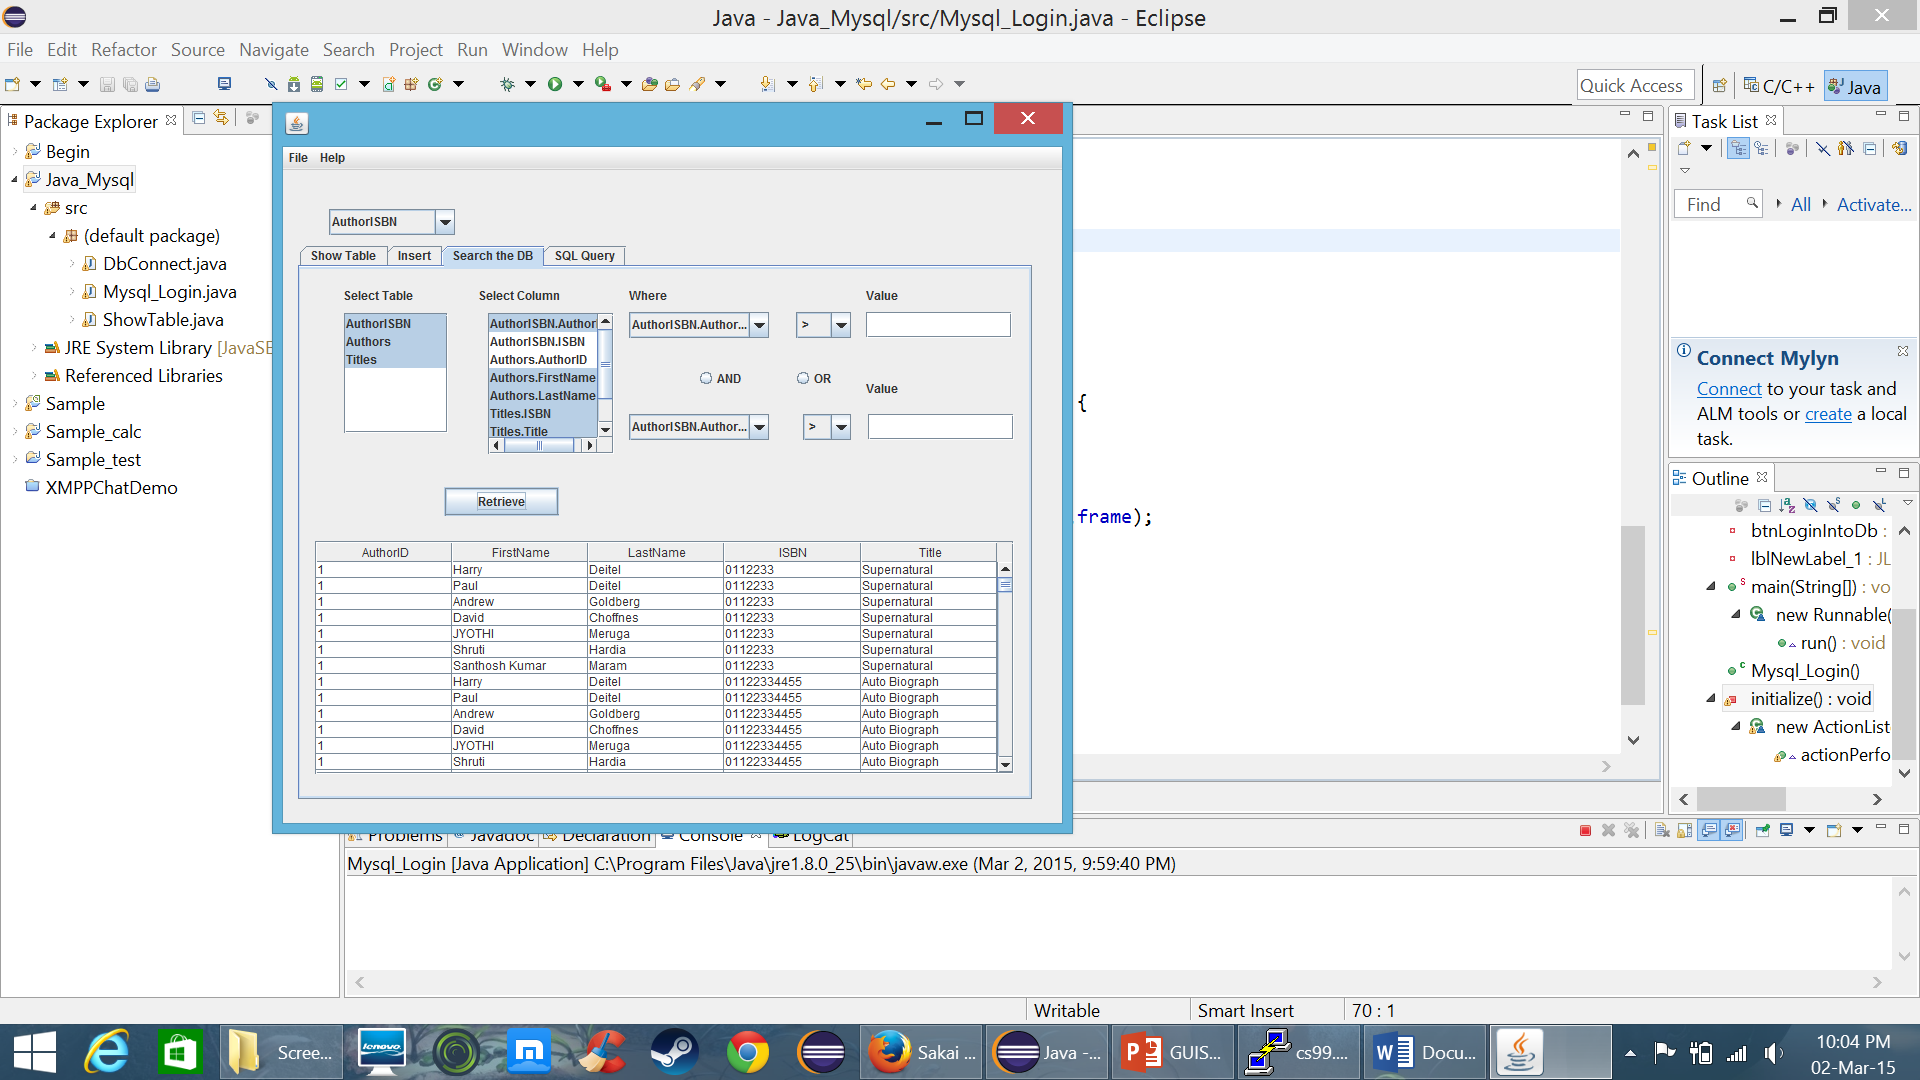 Java - Java_Mysql/src/Mysql_Login.java - Eclipse
File Edit Refactor Source Navigate Search Project Run Window Help
Quick Access
C/C++
Java
Package Explorer
Begin
Java_Mysql
src
(default package)
DbConnect.java
Mysql_Login.java
ShowTable.java
JRE System Library [JavaSE
Referenced Libraries
Sample
Sample_calc
Sample_test
XMPPChatDemo
File Help
AuthorISBN
Show Table Insert Search the DB SQL Query
Select Table Select Column Where Value
AuthorISBN
Authors
Titles
AuthorISBN.Author
AuthorISBN.ISBN
Authors.AuthorID
Authors.FirstName
Authors.LastName
Titles.ISBN
Titles.Title
AuthorISBN.Author... >
AND OR Value
AuthorISBN.Author... >
Retrieve
AuthorID FirstName LastName ISBN Title
1 Harry Deitel 0112233 Supernatural
1 Paul Deitel 0112233 Supernatural
1 Andrew Goldberg 0112233 Supernatural
1 David Choffnes 0112233 Supernatural
1 JYOTHI Meruga 0112233 Supernatural
1 Shruti Hardia 0112233 Supernatural
1 Santhosh Kumar Maram 0112233 Supernatural
1 Harry Deitel 01122334455 Auto Biograph
1 Paul Deitel 01122334455 Auto Biograph
1 Andrew Goldberg 01122334455 Auto Biograph
1 David Choffnes 01122334455 Auto Biograph
1 JYOTHI Meruga 01122334455 Auto Biograph
1 Shruti Hardia 01122334455 Auto Biograph
{
.frame);
Task List
Find All Activate...
Connect Mylyn
Connect to your task and
ALM tools or create a local
task.
Outline
btnLoginIntoDb :
lblNewLabel_1 : JL
main(String[]) : vo
new Runnable(
run() : void
Mysql_Login()
initialize() : void
new ActionList
actionPerfo
Problems @ Javadoc Declaration Console LogCat
Mysql_Login [Java Application] C:\Program Files\Java\jre1.8.0_25\bin\javaw.exe (Mar 2, 2015, 9:59:40 PM)
Writable Smart Insert 70 : 1
Scree...
lenovo
Sakai ...
Java -...
GUIS...
cs99....
Docu...
10:04 PM
02-Mar-15